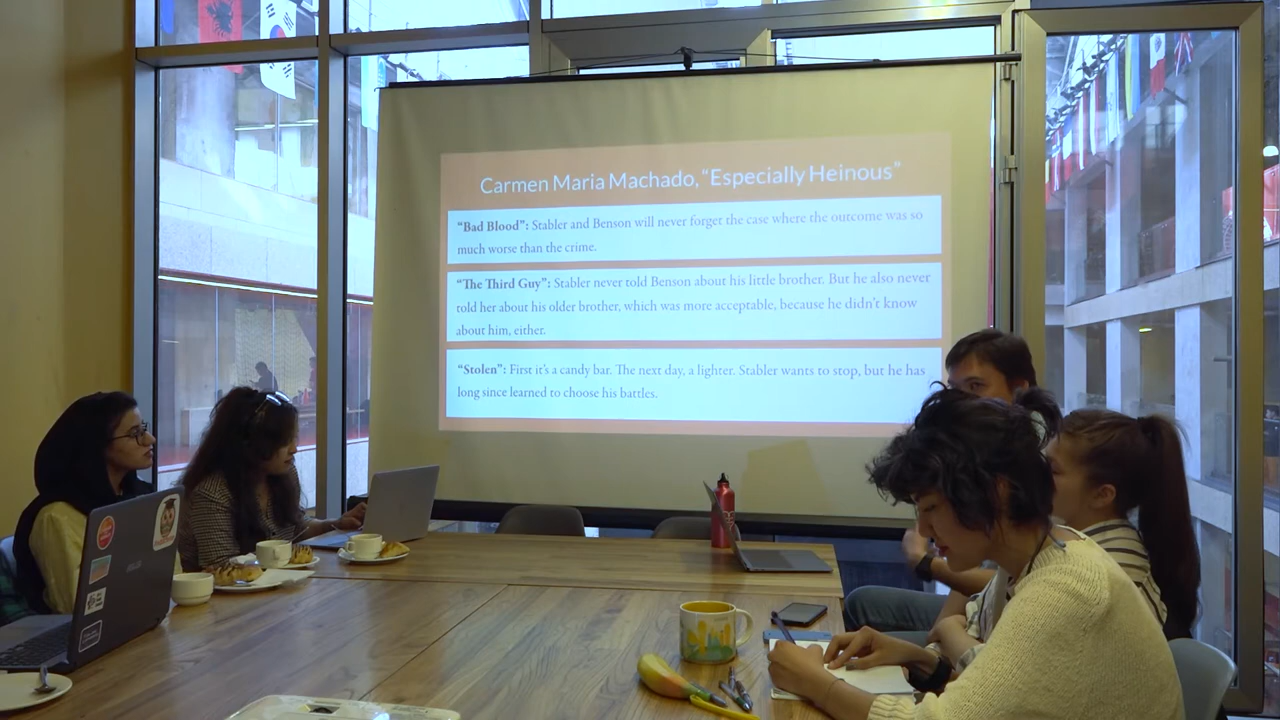 Carmen Maria Machado, “Especially Heinous”
“Bad Blood”: Stabler and Benson will never forget the case where the outcome was so
much worse than the crime.
“The Third Guy”: Stabler never told Benson about his little brother. But he also never
told her about his older brother, which was more acceptable, because he didn’t know
about him, either.
“Stolen”: First it’s a candy bar. The next day, a lighter. Stabler wants to stop, but he has
long since learned to choose his battles.